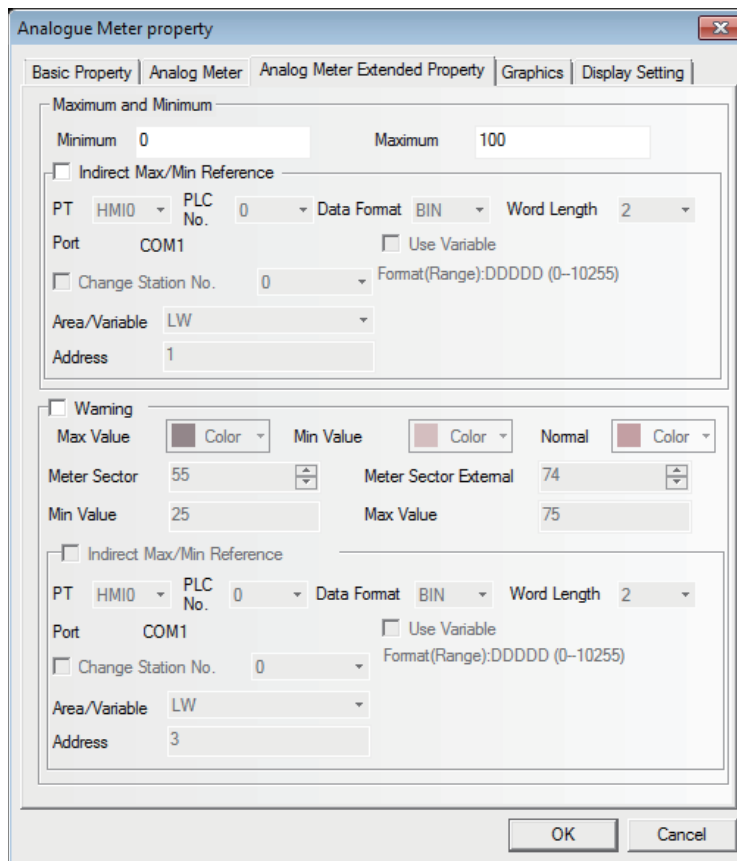 Analogue Meter property
Basic Property Analog Meter Analog Meter Extended Property Graphics Display Setting
Maximum and Minimum
Minimum 0 Maximum 100
Indirect Max/Min Reference
PT HMI0 PLC No. 0 Data Format BIN Word Length 2
Port COM1 Use Variable
Change Station No. 0 Format(Range):DDDDD (0--10255)
Area/Variable LW
Address 1
Warning
Max Value Color Min Value Color Normal Color
Meter Sector 55 Meter Sector External 74
Min Value 25 Max Value 75
Indirect Max/Min Reference
PT HMI0 PLC No. 0 Data Format BIN Word Length 2
Port COM1 Use Variable
Change Station No. 0 Format(Range):DDDDD (0--10255)
Area/Variable LW
Address 3
OK Cancel